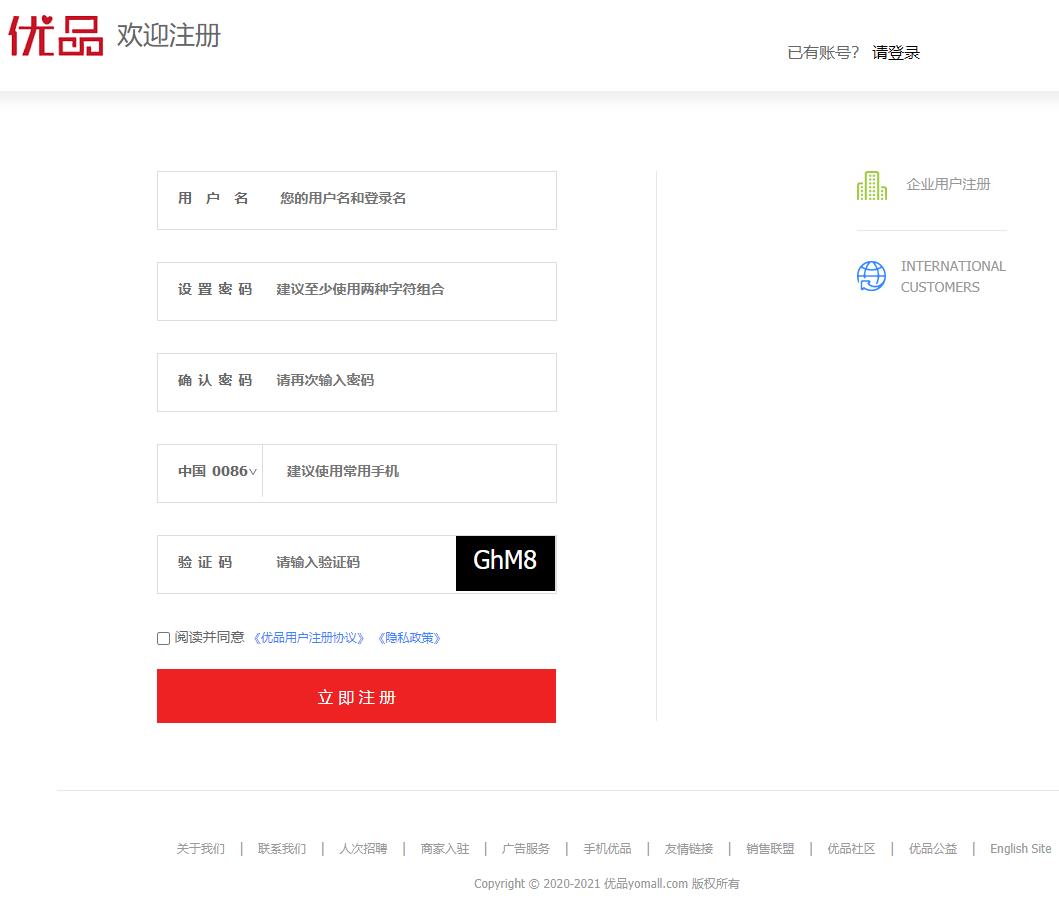 优品 欢迎注册
已有账号？ 请登录
用 户 名 您的用户名和登录名
企业用户注册
INTERNATIONAL
CUSTOMERS
设 置 密 码 建议至少使用两种字符组合
确 认 密 码 请再次输入密码
中国 0086 建议使用常用手机
验 证 码 请输入验证码 GhM8
阅读并同意 《优品用户注册协议》 《隐私政策》
立即注册
关于我们 | 联系我们 | 人次招聘 | 商家入驻 | 广告服务 | 手机优品 | 友情链接 | 销售联盟 | 优品社区 | 优品公益 | English Site
Copyright © 2020-2021 优品yomall.com 版权所有